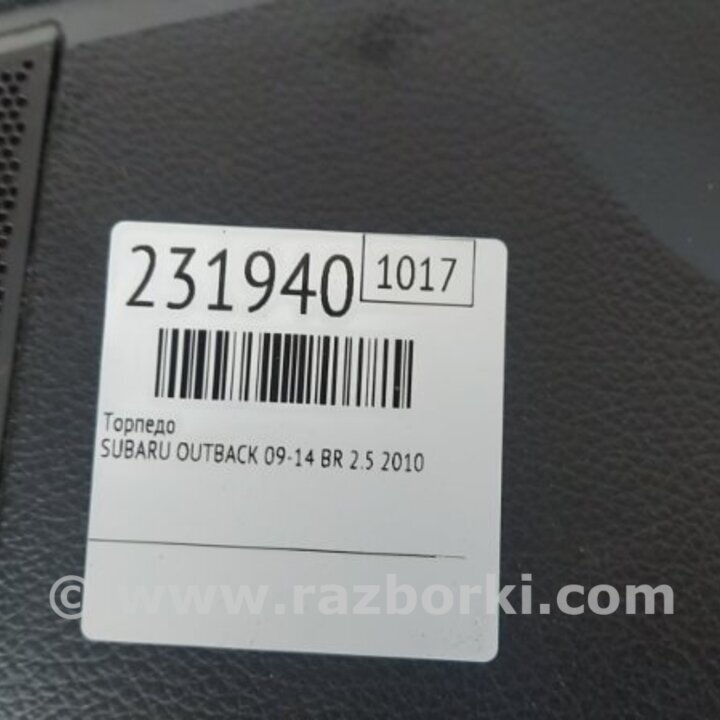 231940
1017
Торпедо
SUBARU OUTBACK 09-14 BR 2.5 2010
© www.razborki.com